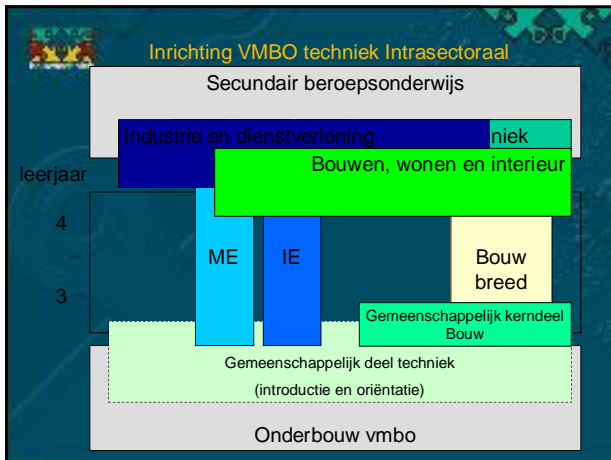 Inrichting VMBO techniek Intrasectoraal
Secundair beroepsonderwijs
Industrie en dienstverlening
niek
Bouwen, wonen en interieur
leerjaar
4
ME
IE
Bouw
breed
3
Gemeenschappelijk kerndeel
Bouw
Gemeenschappelijk deel techniek
(introductie en oriëntatie)
Onderbouw vmbo